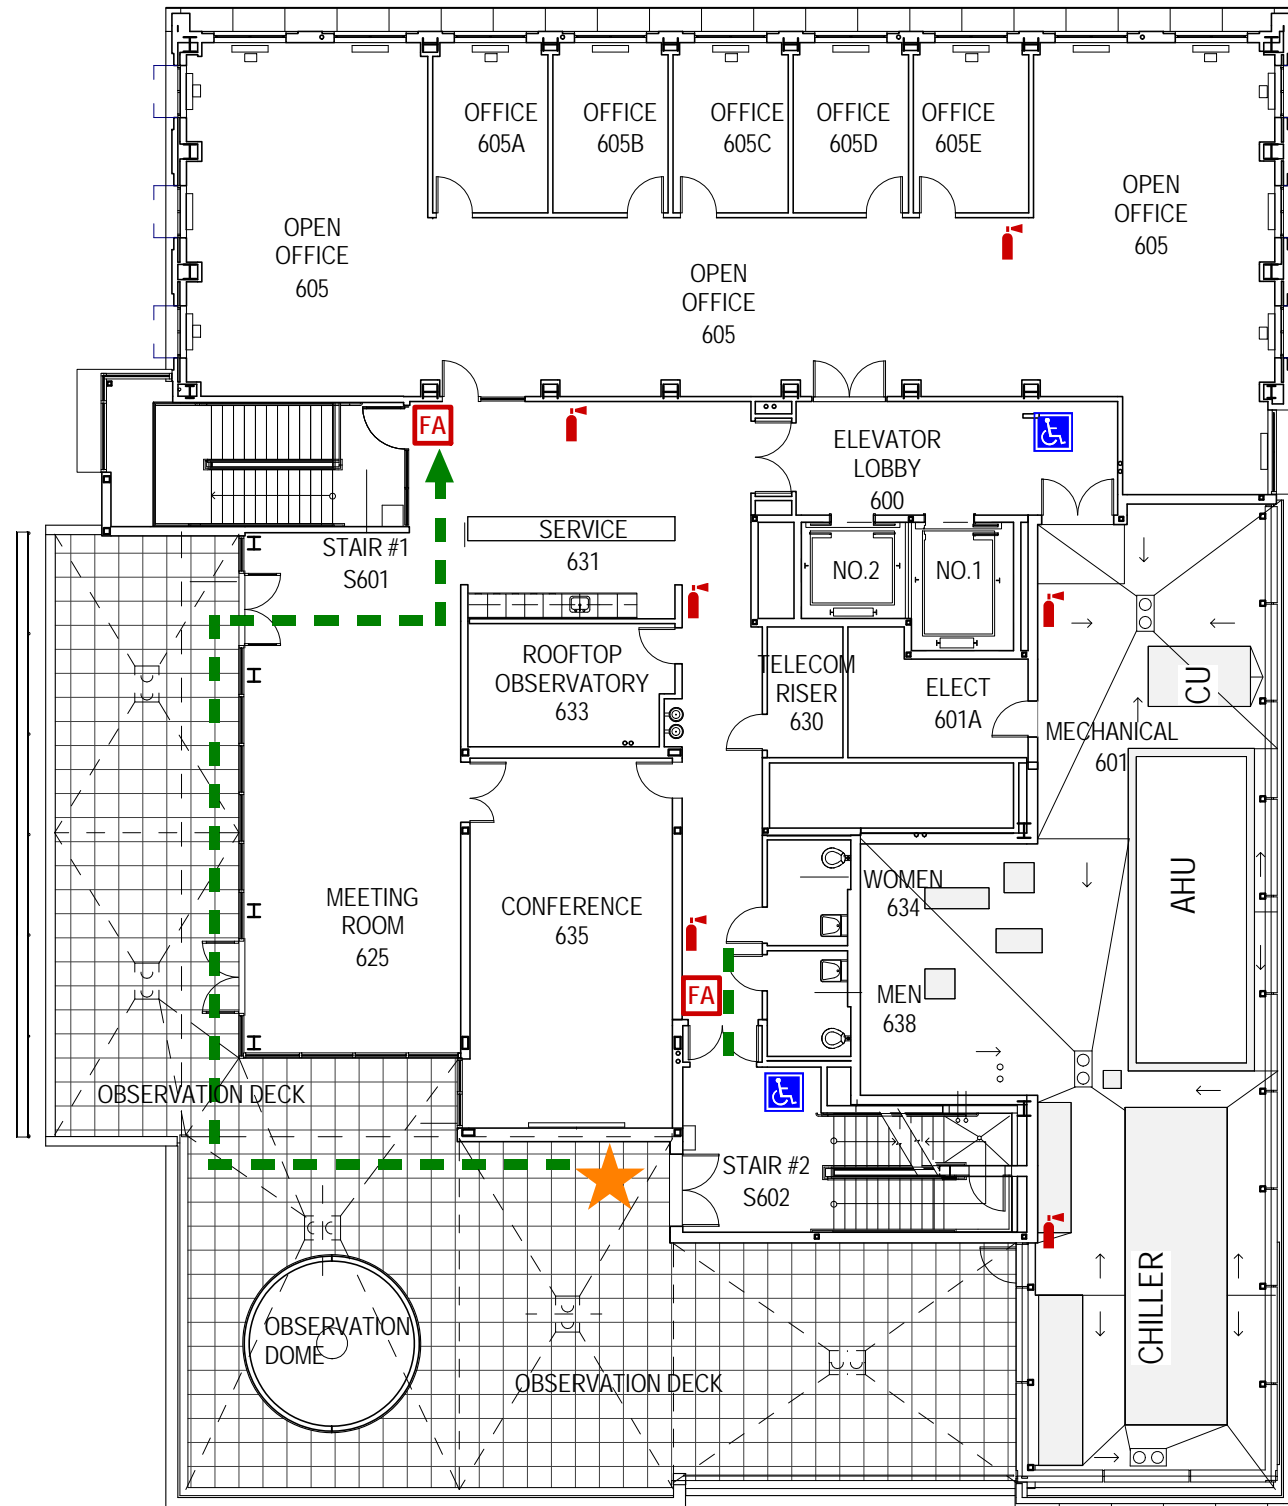 OFFICE
605A
OFFICE
605B
OFFICE
605C
OFFICE
605D
OFFICE
605E
OPEN
OFFICE
605
OPEN
OFFICE
605
OPEN
OFFICE
605
FA
ELEVATOR
LOBBY
600
SERVICE
631
STAIR #1
S601
NO.2
NO.1
ROOFTOP
OBSERVATORY
633
TELECOM
RISER
630
ELECT
601A
CU
MECHANICAL
601
AHU
MEETING
ROOM
625
CONFERENCE
635
WOMEN
634
FA
MEN
638
OBSERVATION DECK
STAIR #2
S602
OBSERVATION
DOME
OBSERVATION DECK
CHILLER